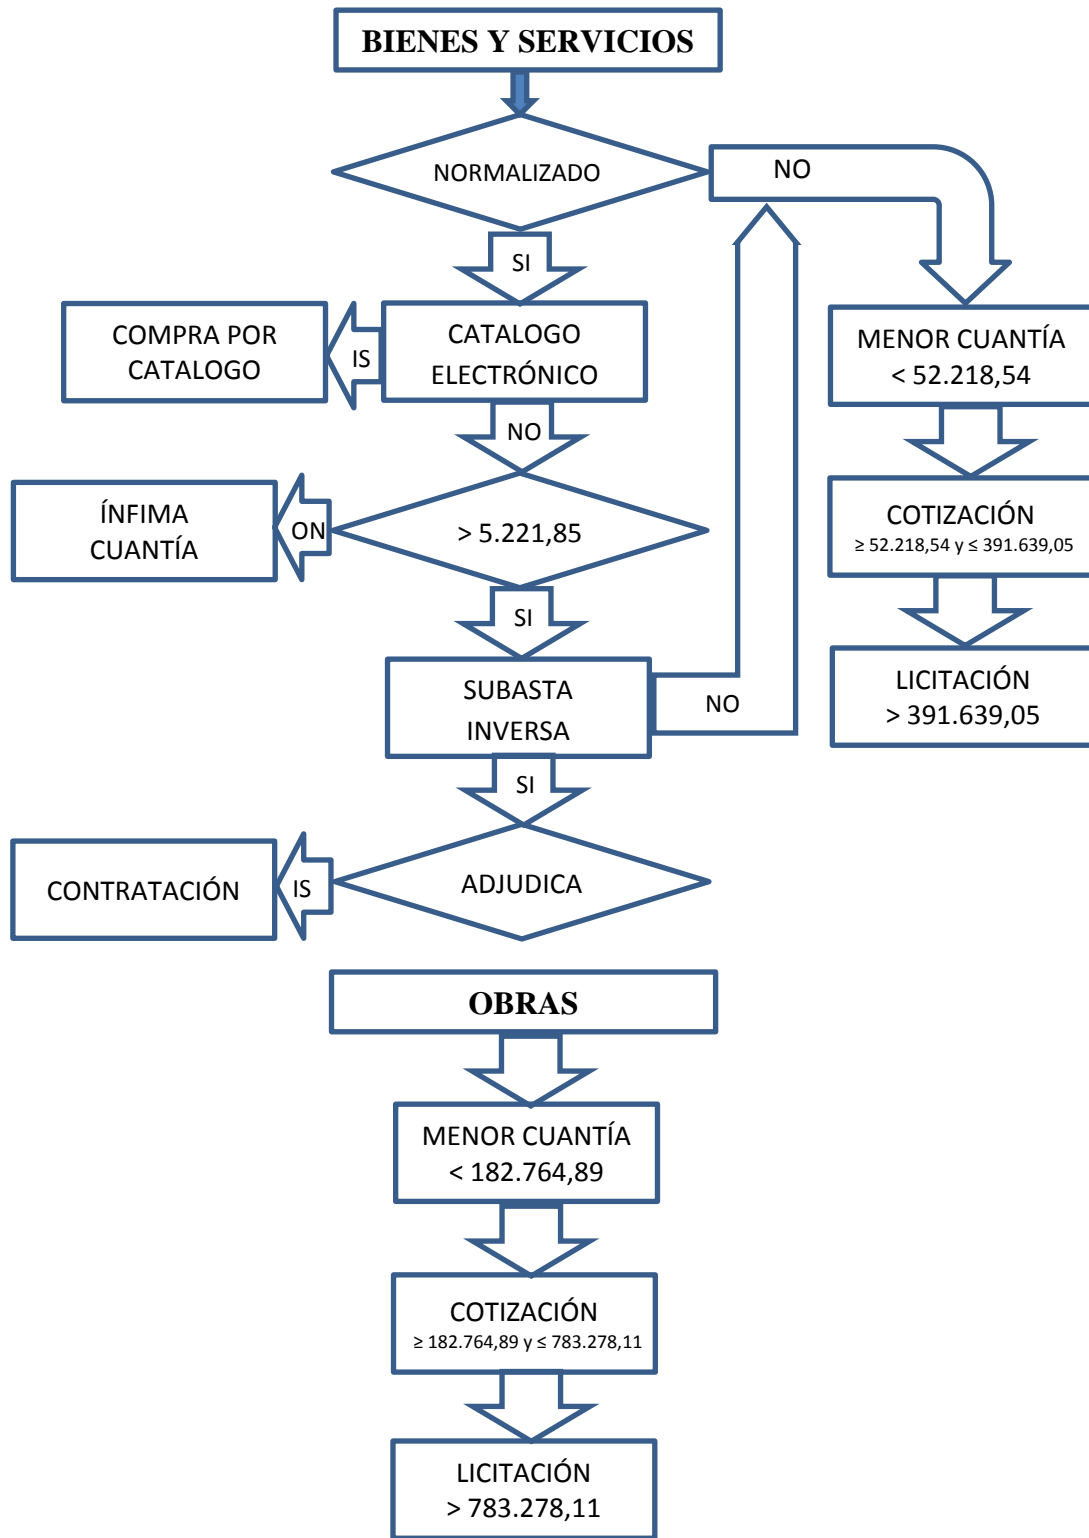 BIENES Y SERVICIOS
NORMALIZADO
NO
SI
COMPRA POR
CATALOGO
IS
CATALOGO
ELECTRÓNICO
MENOR CUANTÍA
< 52.218,54
NO
ÍNFIMA
CUANTÍA
ON
> 5.221,85
COTIZACIÓN
≥ 52.218,54 y ≤ 391.639,05
SI
SUBASTA
INVERSA
NO
LICITACIÓN
> 391.639,05
SI
CONTRATACIÓN
IS
ADJUDICA
OBRAS
MENOR CUANTÍA
< 182.764,89
COTIZACIÓN
≥ 182.764,89 y ≤ 783.278,11
LICITACIÓN
> 783.278,11